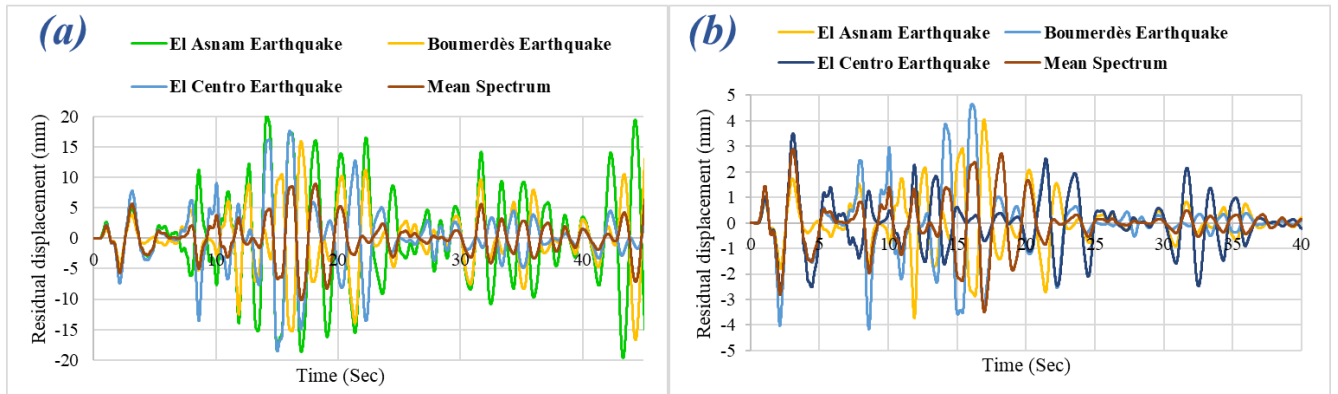 (a)
El Asnam Earthquake
Boumerdès Earthquake
El Centro Earthquake
Mean Spectrum
Residual displacement (mm)
20
15
10
5
0
-5
-10
-15
-20
0 10 20 30 40
Time (Sec)
(b)
El Asnam Earthquake
Boumerdès Earthquake
El Centro Earthquake
Mean Spectrum
Residual displacement (mm)
5
4
3
2
1
0
-1
-2
-3
-4
-5
0 5 10 15 20 25 30 35 40
Time (Sec)